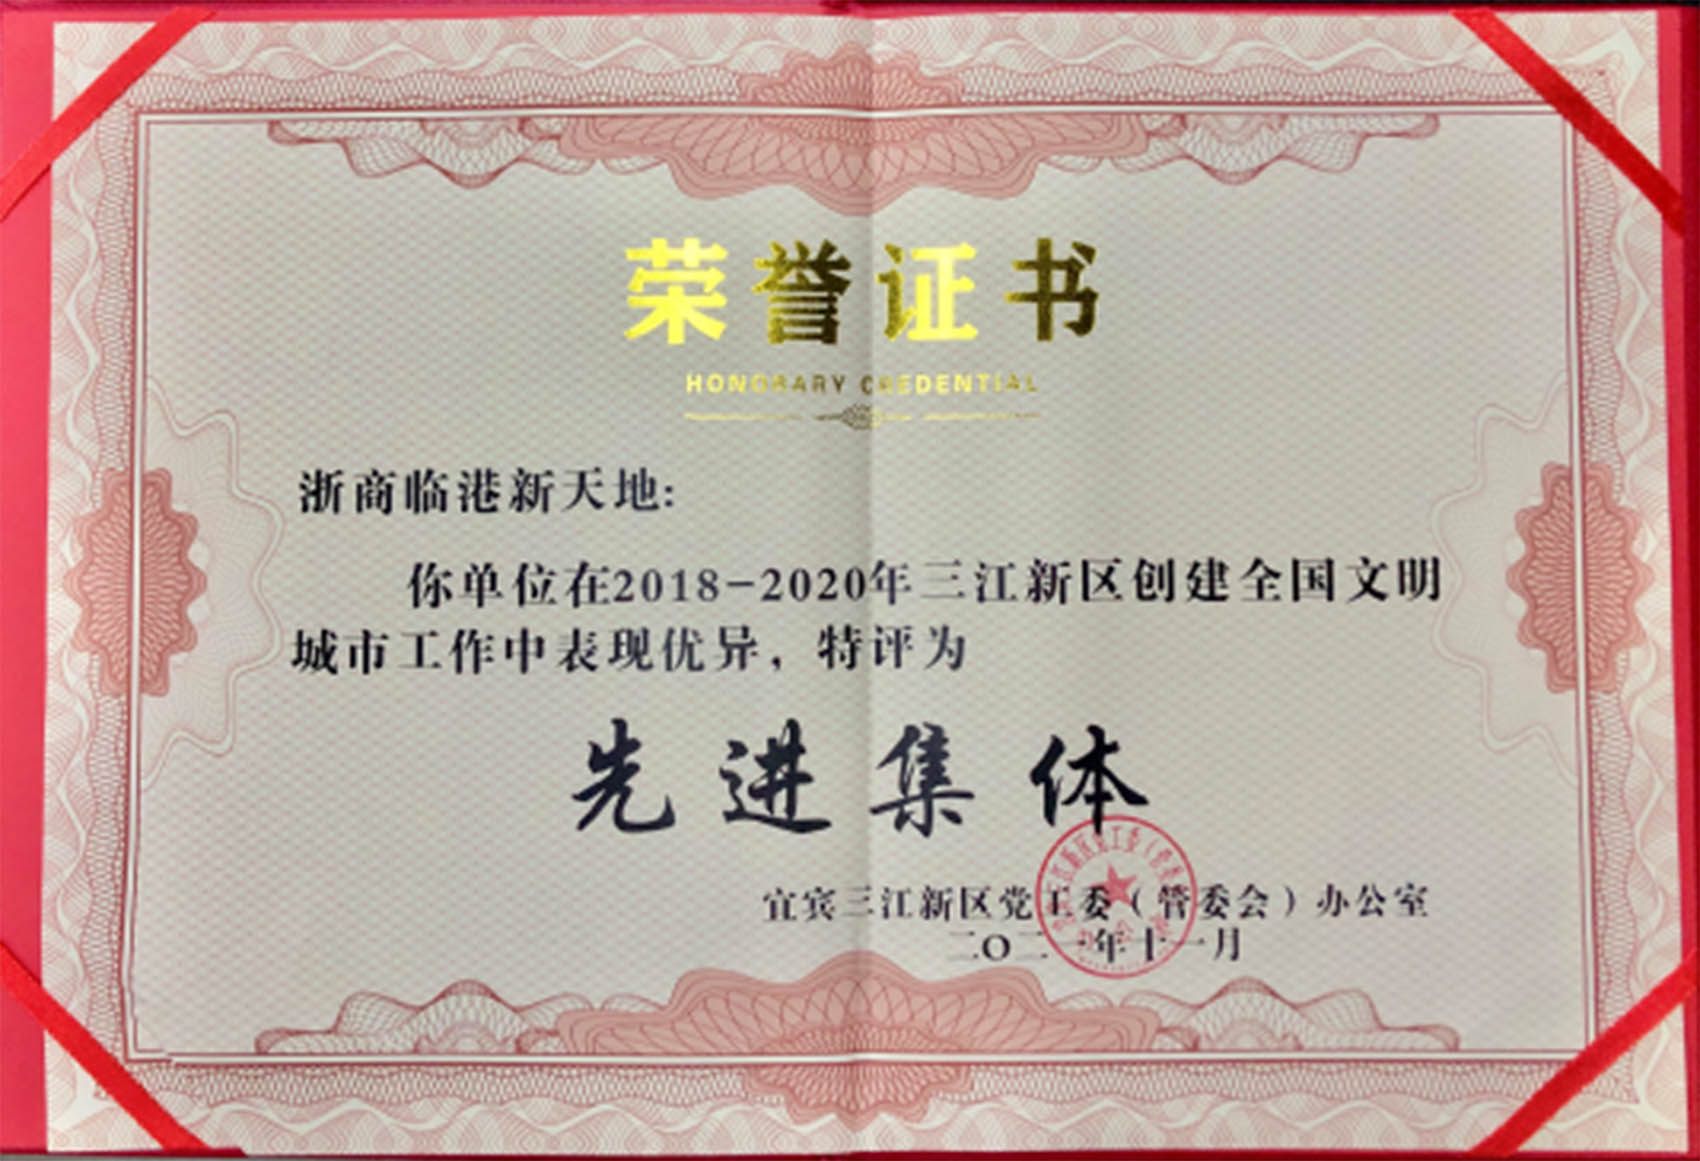 荣誉证书
HONORARY CREDENTIAL
浙商临港新天地:
你单位在2018-2020年三江新区创建全国文明
城市工作中表现优异，特评为
先进集体
宜宾三江新区党工委（管委会）办公室
二〇二一年十一月